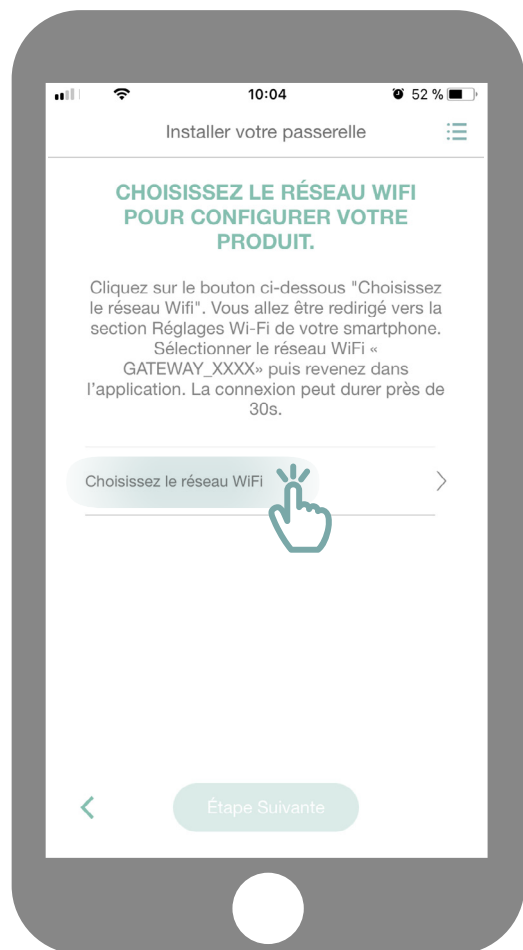 10:04
52 %
Installer votre passerelle
CHOISISSEZ LE RÉSEAU WIFI
POUR CONFIGURER VOTRE
PRODUIT.
Cliquez sur le bouton ci-dessous "Choisissez
le réseau Wifi". Vous allez être redirigé vers la
section Réglages Wi-Fi de votre smartphone.
Sélectionner le réseau WiFi «
GATEWAY_XXXX» puis revenez dans
l'application. La connexion peut durer près de
30s.
Choisissez le réseau WiFi
Étape Suivante